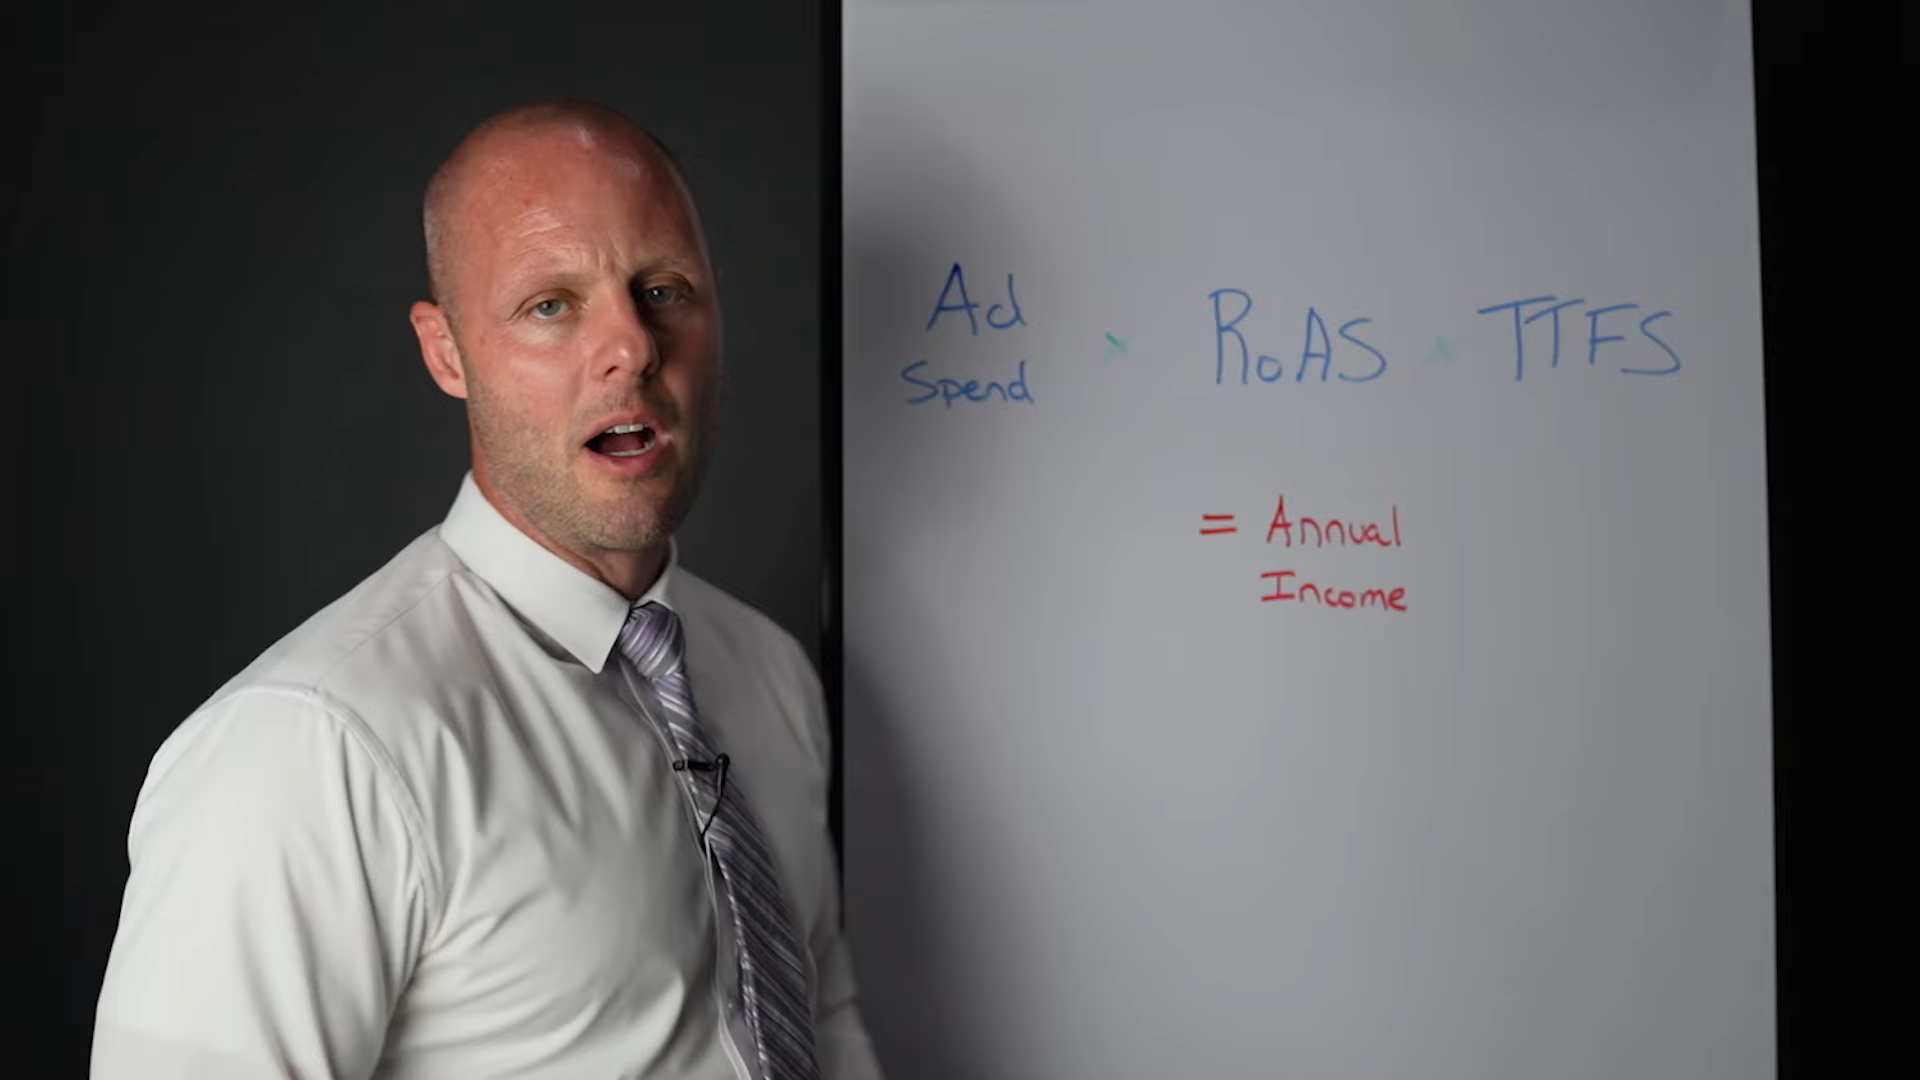 Ad
Spend
x RoAS x TTFS
= Annual
Income